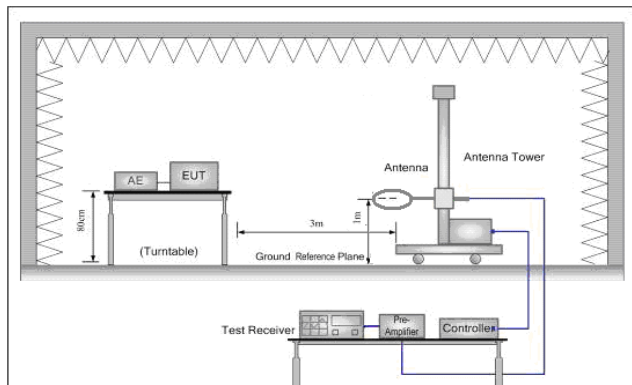 Antenna
Antenna Tower
AE
EUT
80cm
3m
1m
(Turntable)
Ground Reference Plane
Test Receiver
Pre-
Amplifier
Controller